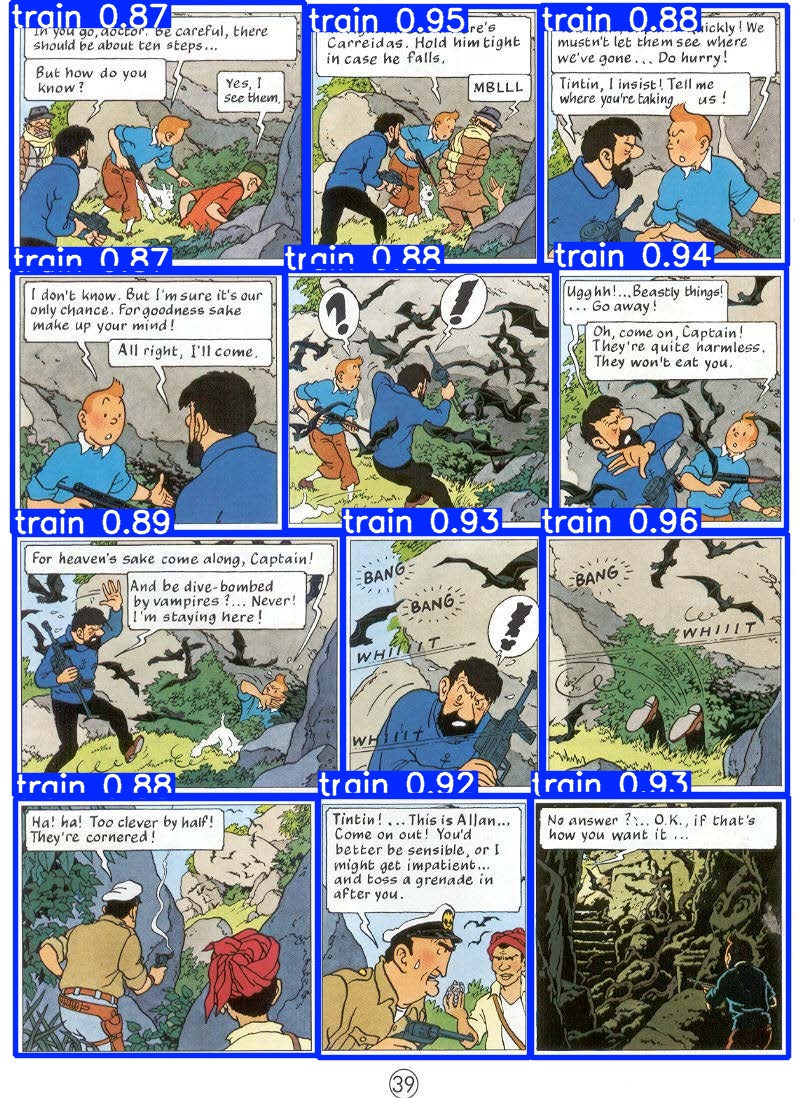 train 0.87
train 0.95
train 0.88
In you go, doctor. Be careful, there
should be about ten steps...
But how do you
know?
Yes, I
see them.
Carreidas. Hold him tight
in case he falls.
MBLLL
quickly! We
mustn't let them see where
we've gone... Do hurry!
Tintin, I insist! Tell me
where you're taking us!
train 0.87
train 0.88
train 0.94
I don't know. But I'm sure it's our
only chance. For goodness sake
make up your mind!
All right, I'll come.
?
!
Ugghh!...Beastly things!
...Go away!
Oh, come on, Captain!
They're quite harmless.
They won't eat you.
train 0.89
train 0.93
train 0.96
For heaven's sake come along, Captain!
And be dive-bombed
by vampires?... Never!
I'm staying here!
BANG
BANG
WHIIIT
!
WHIIIT
BANG
WHIIIT
train 0.88
train 0.92
train 0.93
Ha! ha! Too clever by half!
They're cornered!
Tintin!...This is Allan...
Come on out! You'd
better be sensible, or I
might get impatient...
and toss a grenade in
after you.
No answer?... O.K., if that's
how you want it...
39